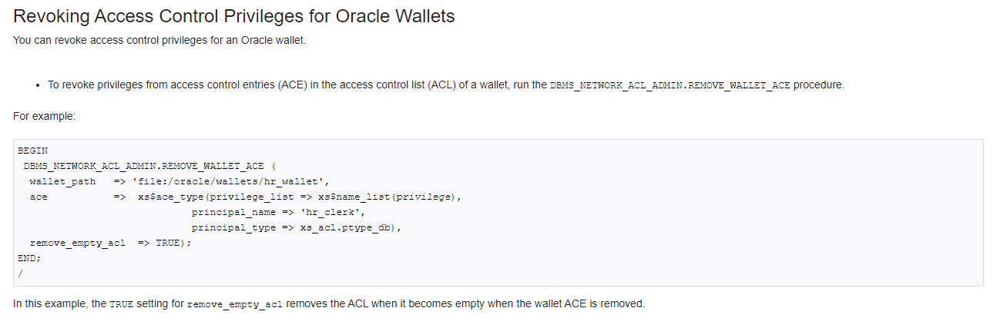 Revoking Access Control Privileges for Oracle Wallets
You can revoke access control privileges for an Oracle wallet.
• To revoke privileges from access control entries (ACE) in the access control list (ACL) of a wallet, run the DBMS_NETWORK_ACL_ADMIN.REMOVE_WALLET_ACE procedure.
For example:
BEGIN
 DBMS_NETWORK_ACL_ADMIN.REMOVE_WALLET_ACE (
  wallet_path   => 'file:/oracle/wallets/hr_wallet',
  ace           =>  xs$ace_type(privilege_list => xs$name_list(privilege),
                             principal_name => 'hr_clerk',
                             principal_type => xs_acl.ptype_db),
  remove_empty_acl  => TRUE);
END;
/
In this example, the TRUE setting for remove_empty_acl removes the ACL when it becomes empty when the wallet ACE is removed.